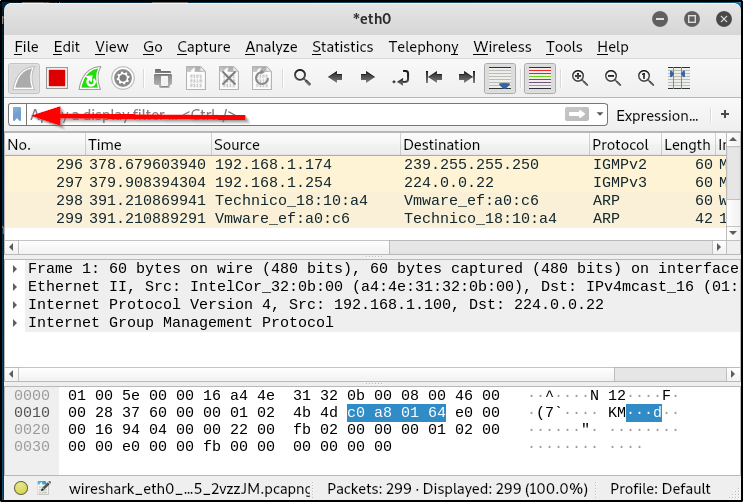 *eth0
File Edit View Go Capture Analyze Statistics Telephony Wireless Tools Help
Apply a display filter ... <Ctrl-/> Expression... +
No. Time Source Destination Protocol Length In
296 378.679603940 192.168.1.174 239.255.255.250 IGMPv2 60 M
297 379.908394304 192.168.1.254 224.0.0.22 IGMPv3 60 M
298 391.210869941 Technico_18:10:a4 Vmware_ef:a0:c6 ARP 60 W
299 391.210889291 Vmware_ef:a0:c6 Technico_18:10:a4 ARP 42 1
Frame 1: 60 bytes on wire (480 bits), 60 bytes captured (480 bits) on interface
Ethernet II, Src: IntelCor_32:0b:00 (a4:4e:31:32:0b:00), Dst: IPv4mcast_16 (01:
Internet Protocol Version 4, Src: 192.168.1.100, Dst: 224.0.0.22
Internet Group Management Protocol
0000 01 00 5e 00 00 16 a4 4e 31 32 0b 00 08 00 46 00 ··^····N 12····F·
0010 00 28 37 60 00 00 01 02 4b 4d c0 a8 01 64 e0 00 ·(7`···· KM···d··
0020 00 16 94 04 00 00 22 00 fb 02 00 00 00 01 02 00 ······"· ········
0030 00 00 e0 00 00 fb 00 00 00 00 00 00 ········ ····
wireshark_eth0_...5_2vzzJM.pcapng Packets: 299 · Displayed: 299 (100.0%) Profile: Default